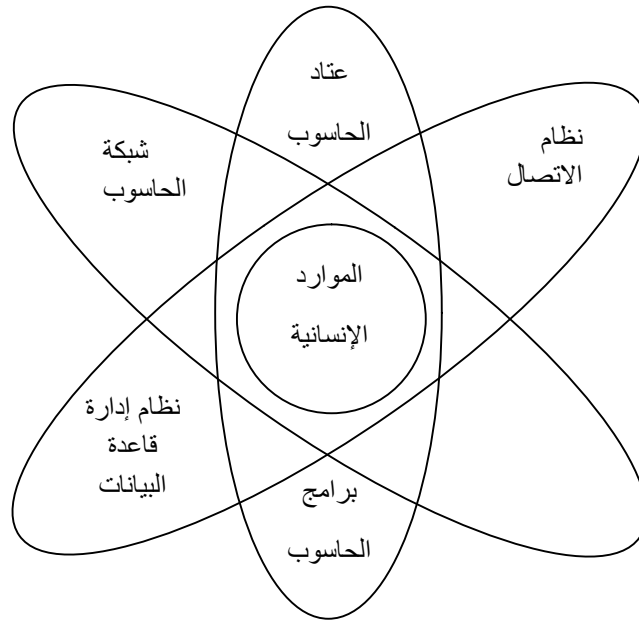 عتاد
الحاسوب
نظام
الاتصال
شبكة
الحاسوب
الموارد
الإنسانية
نظام إدارة
قاعدة
البيانات
برامج
الحاسوب